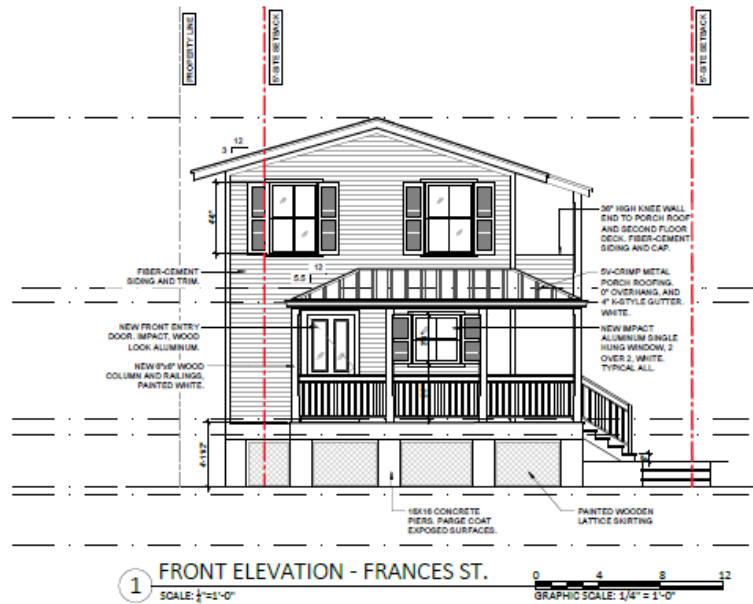 PROPERTY LINE
5'-SITE SETBACK
5'-SITE SETBACK
12
3
36" HIGH KNEE WALL
END TO PORCH ROOF
AND SECOND FLOOR
DECK. FIBER-CEMENT
SIDING AND CAP.
FIBER-CEMENT
SIDING AND TRIM.
12
5.5
5V-CRIMP METAL
PORCH ROOFING.
0" OVERHANG, AND
4" K-STYLE GUTTER.
WHITE.
NEW FRONT ENTRY
DOOR. IMPACT, WOOD
LOOK ALUMINUM.
NEW IMPACT
ALUMINUM SINGLE
HUNG WINDOW, 2
OVER 2, WHITE.
TYPICAL ALL.
NEW 6"x6" WOOD
COLUMN AND RAILINGS,
PAINTED WHITE.
16X16 CONCRETE
PIERS. PARGE COAT
EXPOSED SURFACES.
PAINTED WOODEN
LATTICE SKIRTING
1
FRONT ELEVATION - FRANCES ST.
SCALE: ¼"=1'-0"
0 4 8 12
GRAPHIC SCALE: 1/4" = 1'-0"